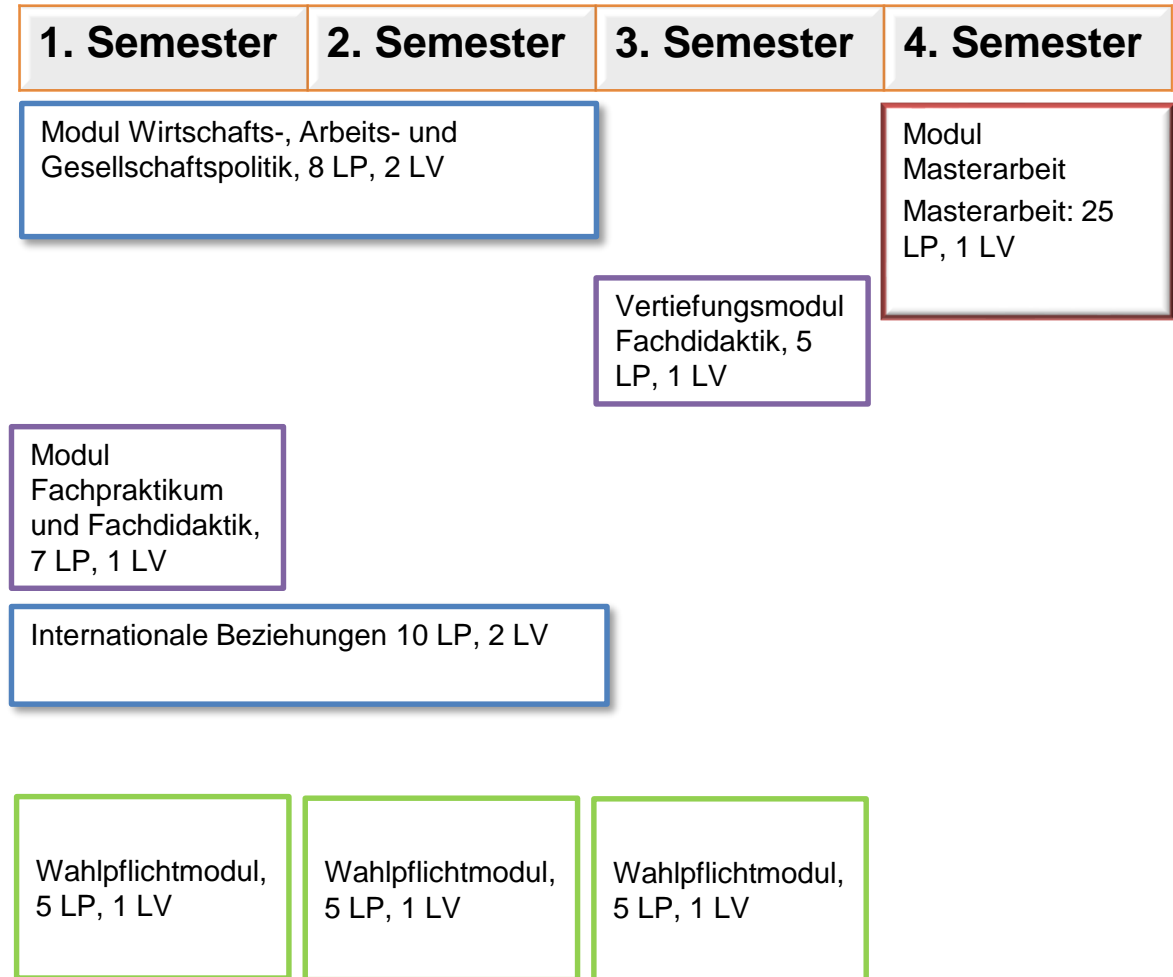 1. Semester 2. Semester 3. Semester 4. Semester
Modul Wirtschafts-, Arbeits- und
Gesellschaftspolitik, 8 LP, 2 LV
Modul
Masterarbeit
Masterarbeit: 25
LP, 1 LV
Vertiefungsmodul
Fachdidaktik, 5
LP, 1 LV
Modul
Fachpraktikum
und Fachdidaktik,
7 LP, 1 LV
Internationale Beziehungen 10 LP, 2 LV
Wahlpflichtmodul,
5 LP, 1 LV
Wahlpflichtmodul,
5 LP, 1 LV
Wahlpflichtmodul,
5 LP, 1 LV